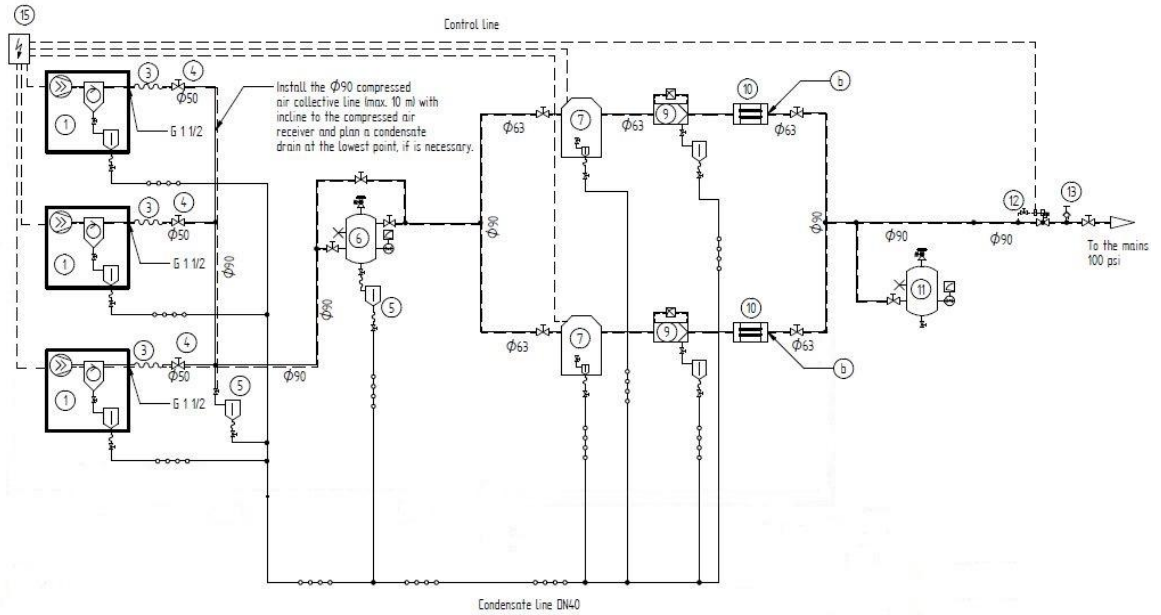 15
Control line
3
4
Φ50
1
G 1 1/2
Install the Φ90 compressed
air collective line (max. 10 m) with
incline to the compressed air
receiver and plan a condensate
drain at the lowest point, if is necessary.
3
4
Φ50
1
G 1 1/2
Φ90
3
4
Φ50
1
G 1 1/2
5
Φ90
Φ90
6
5
Φ90
Φ63
7
Φ63
9
10
b
Φ63
Φ63
7
9
10
Φ63
b
Φ90
Φ90
11
Φ90
12
13
To the mains
100 psi
Condensate line DN40